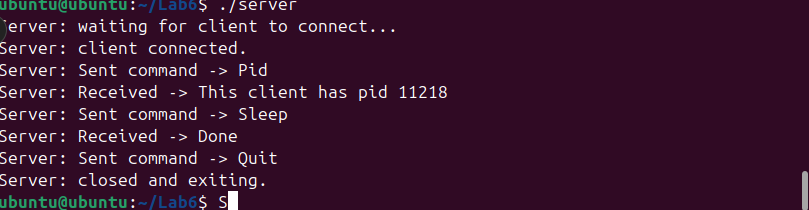 ubuntu@ubuntu:~/Lab6$ ./server
Server: waiting for client to connect...
Server: client connected.
Server: Sent command -> Pid
Server: Received -> This client has pid 11218
Server: Sent command -> Sleep
Server: Received -> Done
Server: Sent command -> Quit
Server: closed and exiting.
ubuntu@ubuntu:~/Lab6$ S